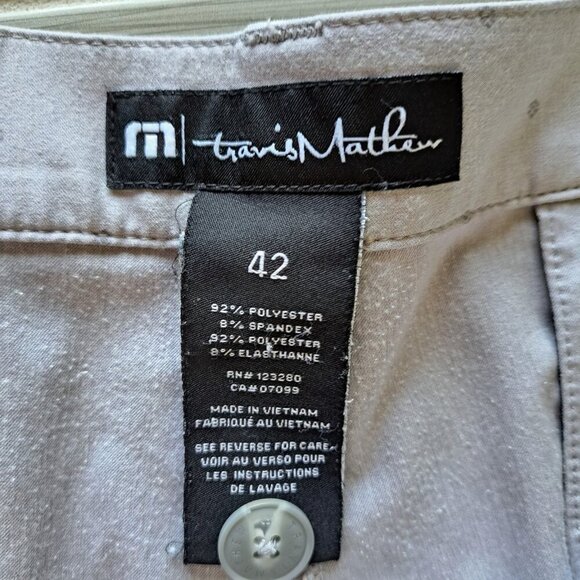 travisMathew
42
92% POLYESTER
8% SPANDEX
92% POLYESTER
8% ELASTHANNE
RN# 123280
CA# 07099
MADE IN VIETNAM
FABRIQUÉ AU VIETNAM
SEE REVERSE FOR CARE
VOIR AU VERSO POUR
LES INSTRUCTIONS
DE LAVAGE